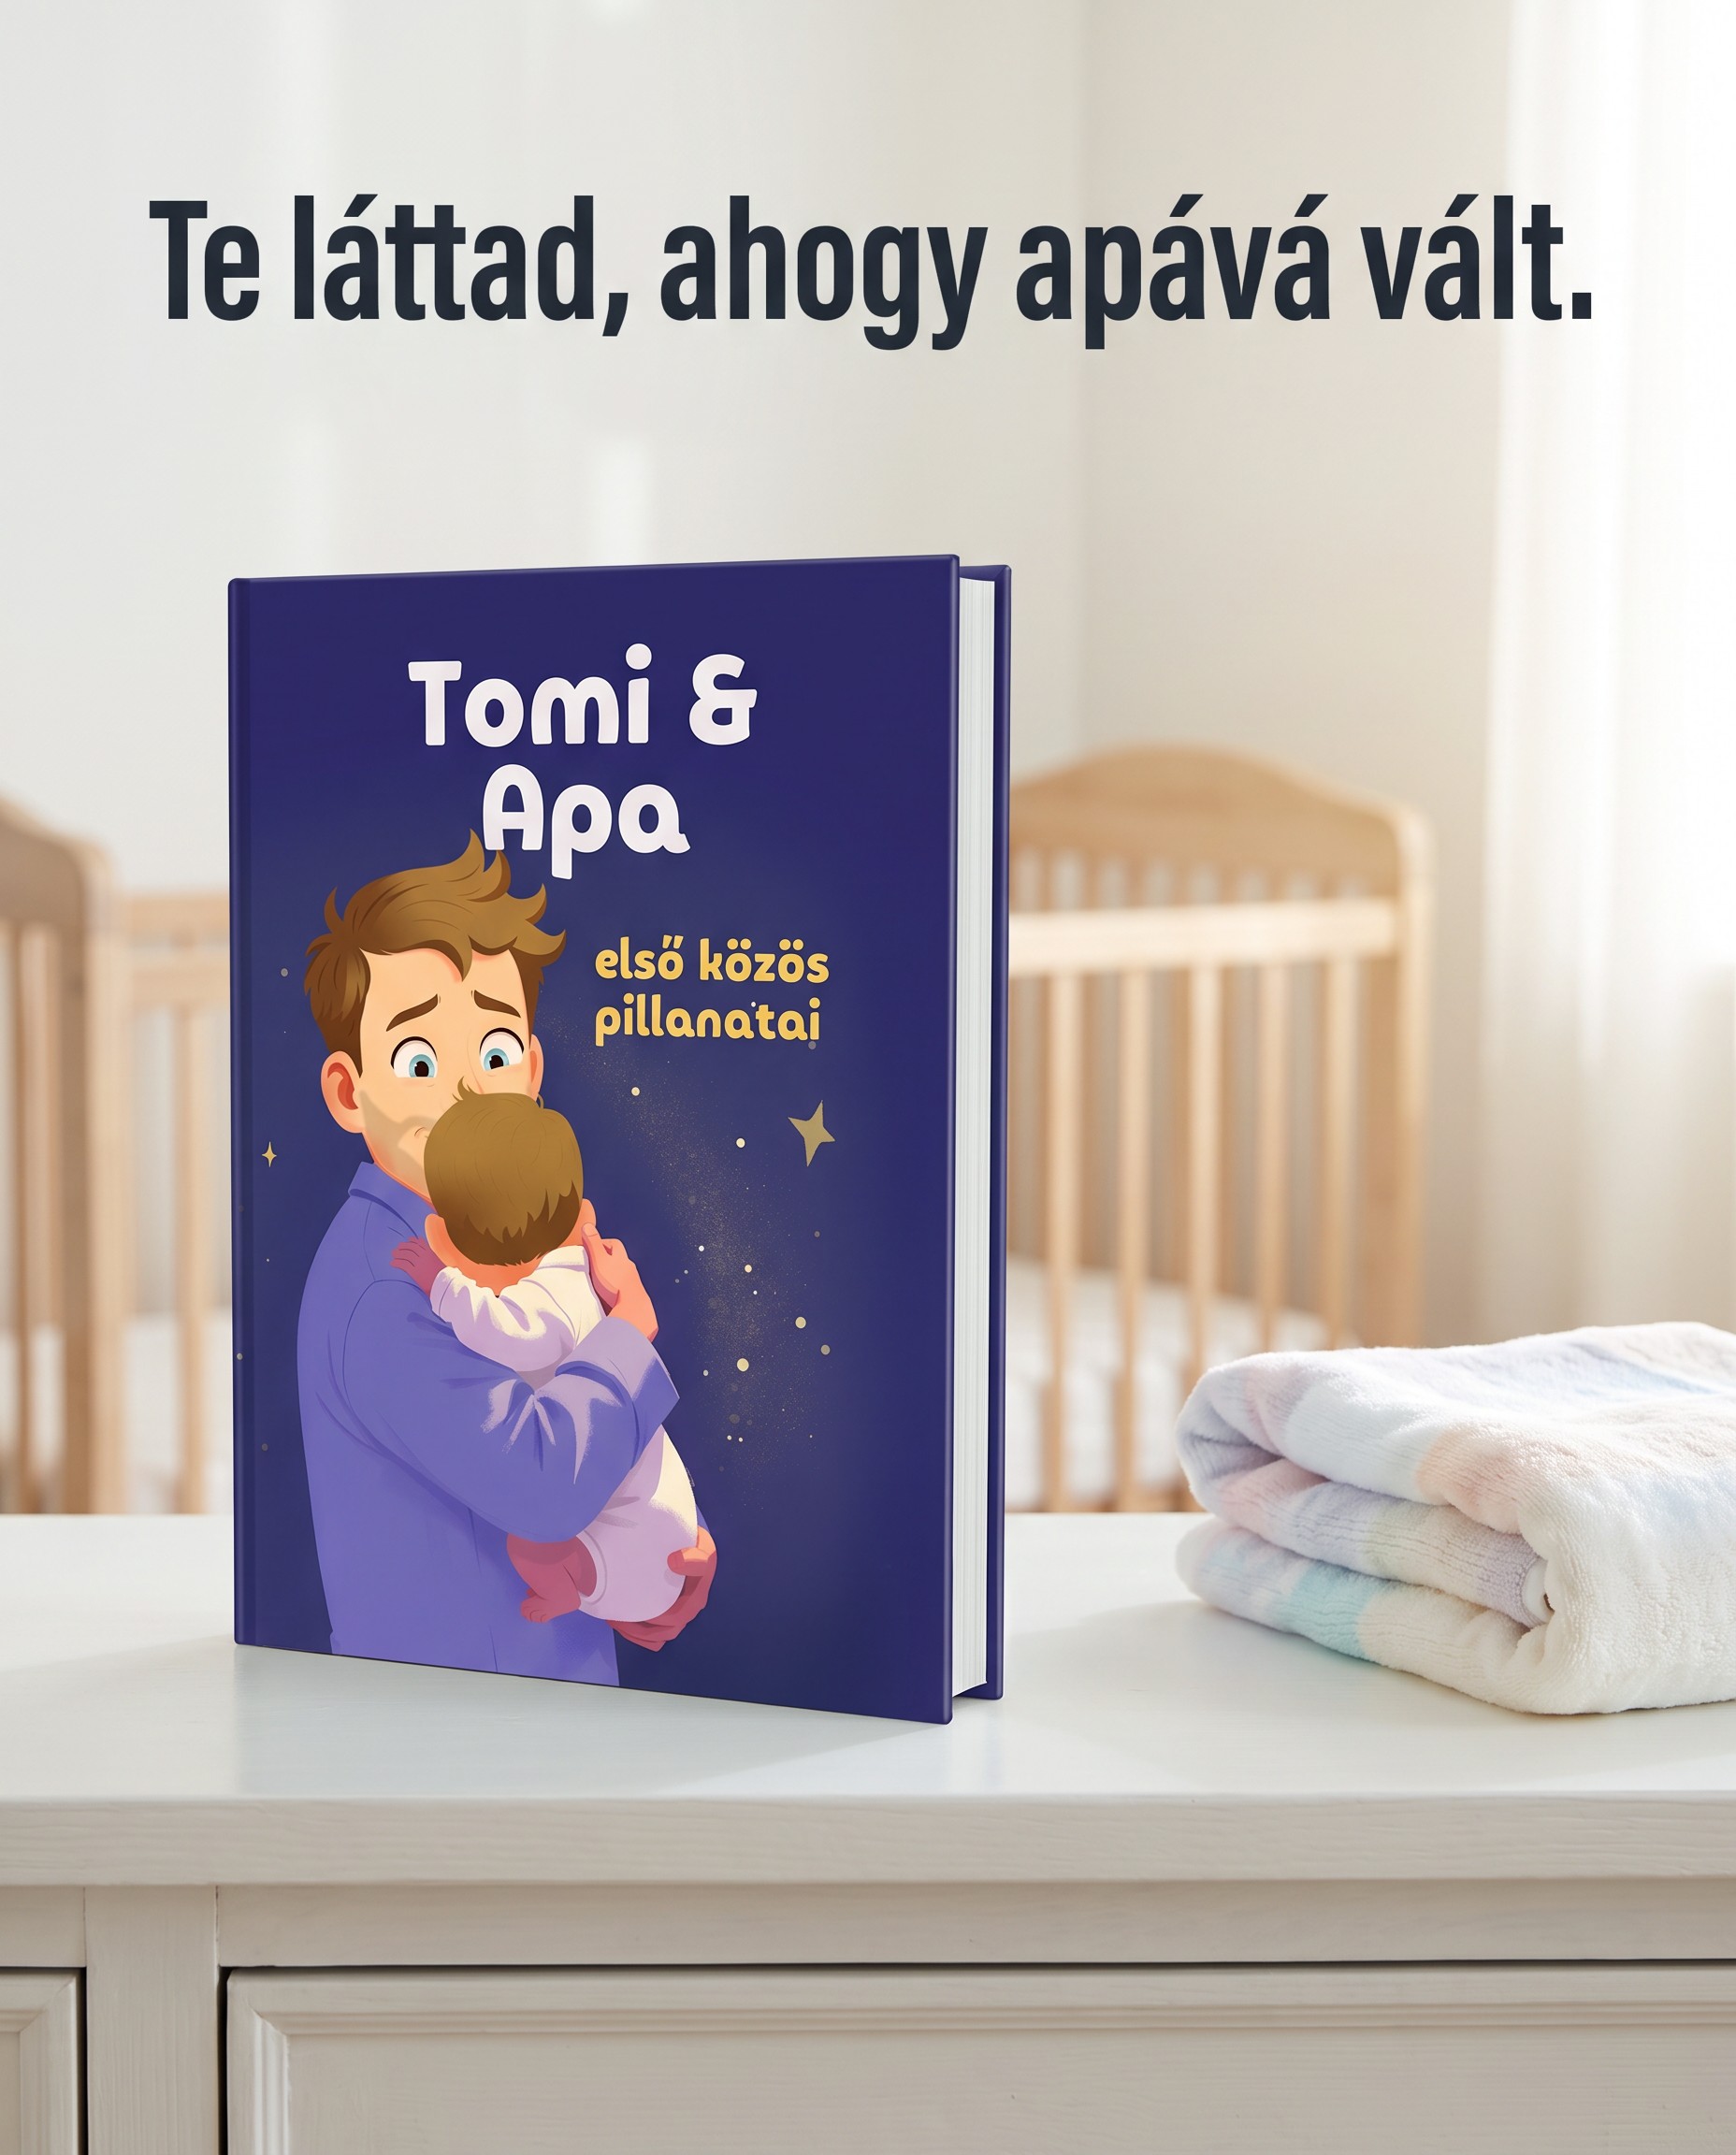 Te láttad, ahogy apává vált.
Tomi &
Apa
első közös
pillanatai